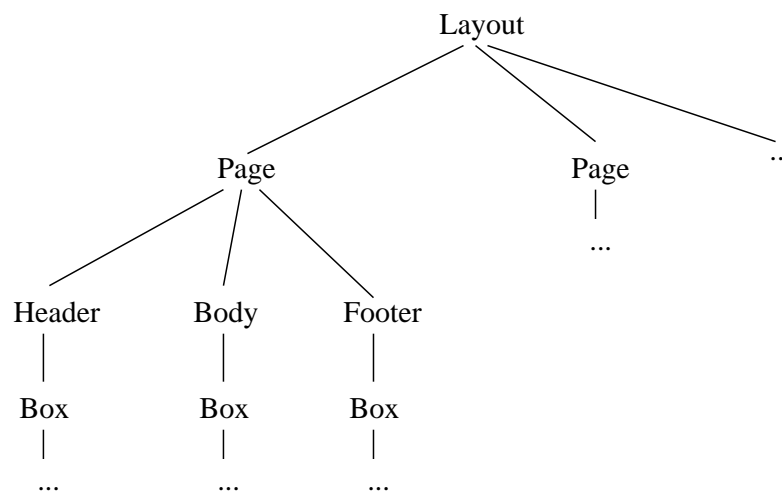 Layout
Page Page ..
...
Header Body Footer
Box Box Box
... ... ...